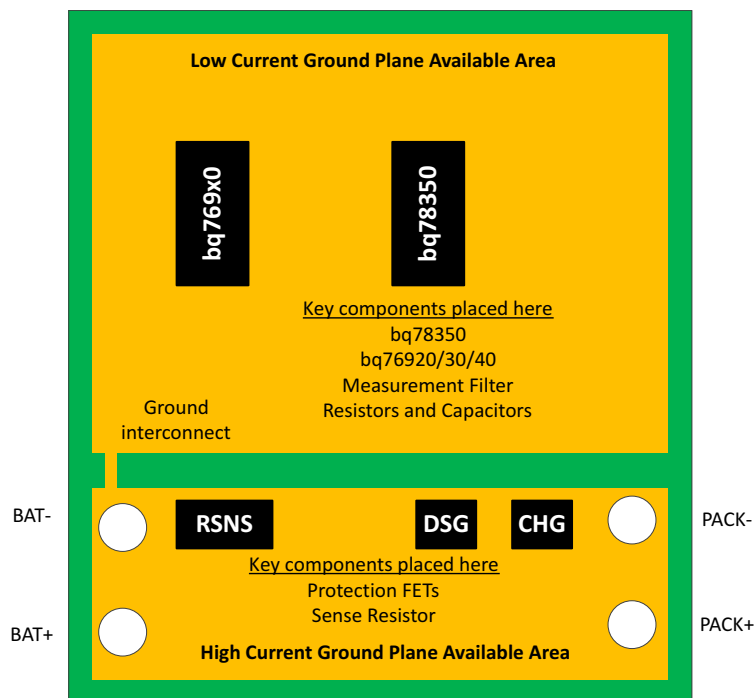 Low Current Ground Plane Available Area
bq769x0
bq78350
Key components placed here
bq78350
bq76920/30/40
Measurement Filter
Resistors and Capacitors
Ground
interconnect
BAT-
RSNS
DSG
CHG
PACK-
Key components placed here
Protection FETs
Sense Resistor
BAT+
PACK+
High Current Ground Plane Available Area